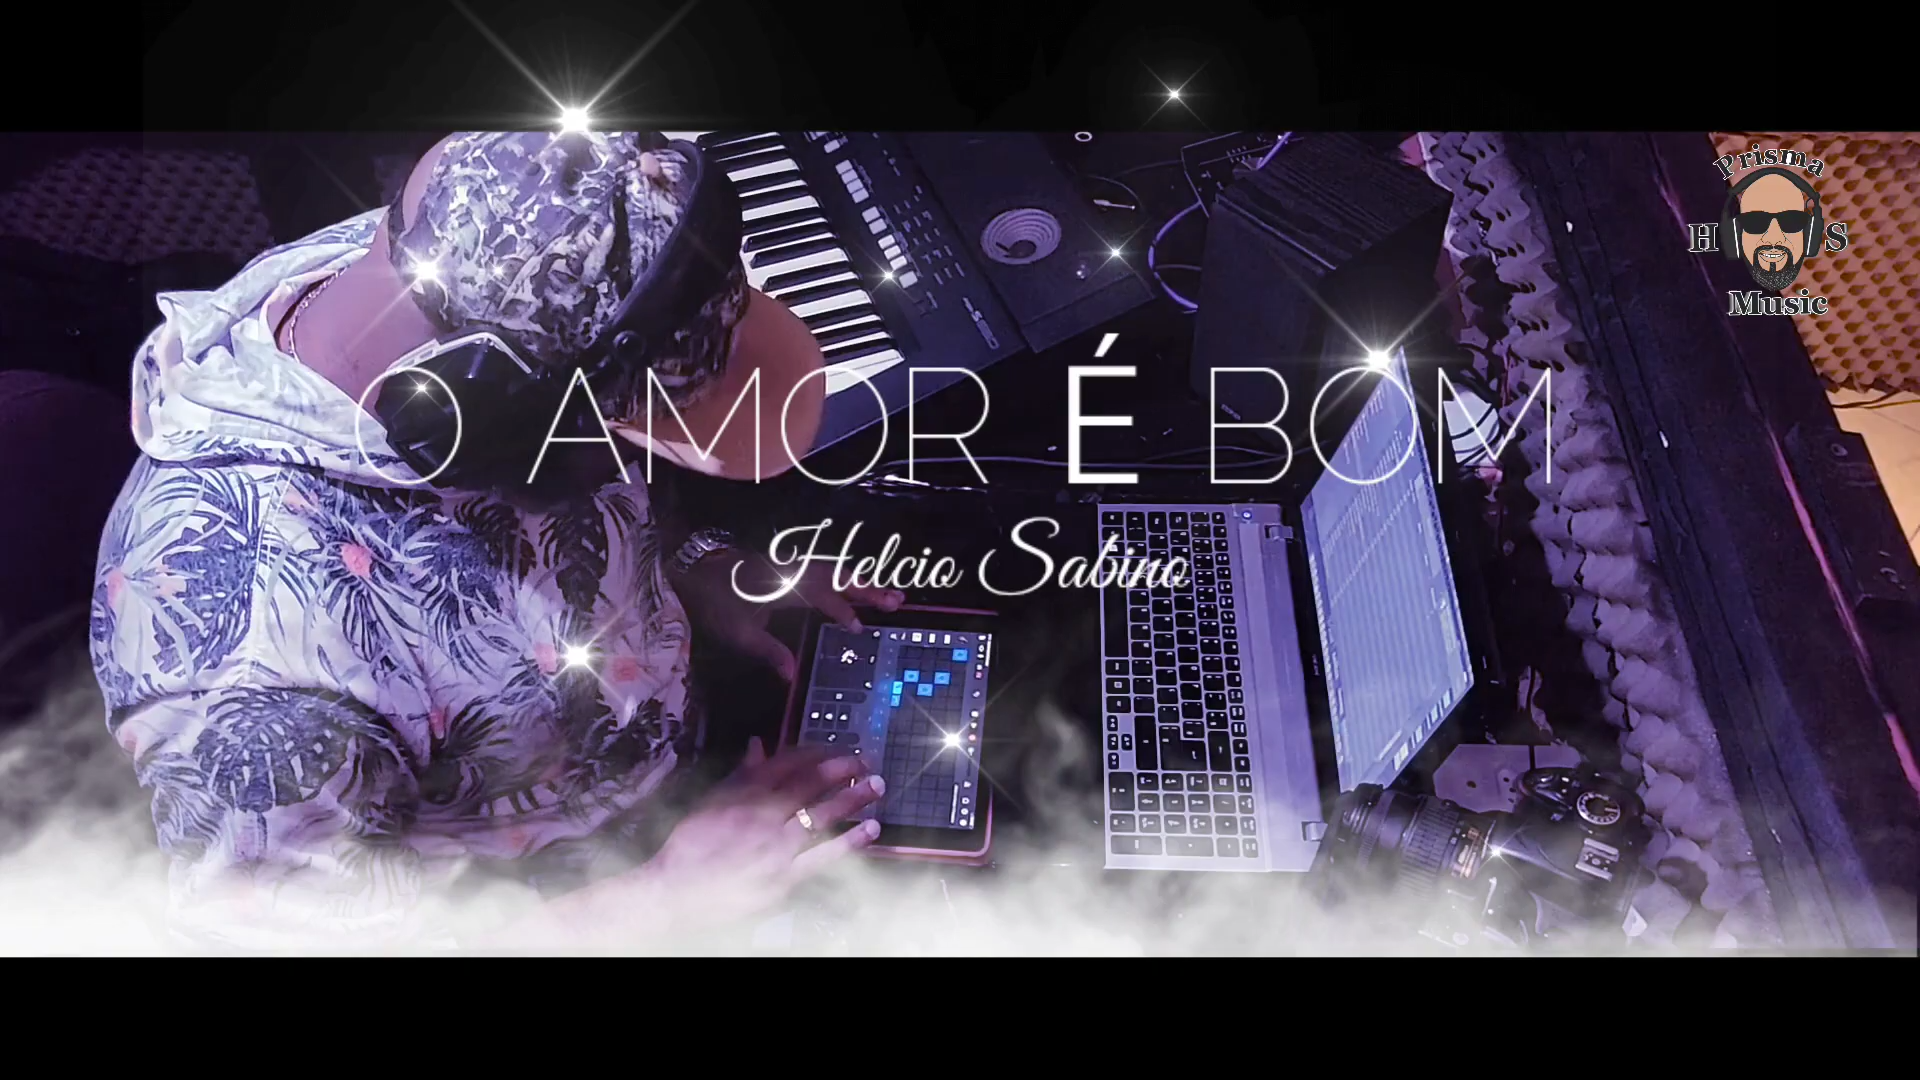 O AMOR É BOM
Helcio Sabino
Prisma
H S
Music